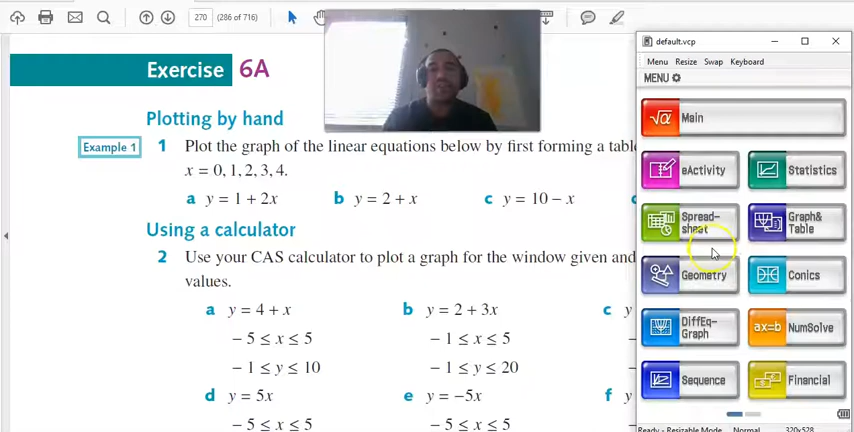 270 (286 of 716)
Exercise 6A
Plotting by hand
Example 1 1 Plot the graph of the linear equations below by first forming a table
x = 0, 1, 2, 3, 4.
a y = 1 + 2x b y = 2 + x c y = 10 − x
Using a calculator
2 Use your CAS calculator to plot a graph for the window given and
values.
a y = 4 + x b y = 2 + 3x c y
− 5 ≤ x ≤ 5 − 1 ≤ x ≤ 5
− 1 ≤ y ≤ 10 − 1 ≤ y ≤ 20
d y = 5x e y = −5x f y
− 5 ≤ x ≤ 5 − 5 ≤ x ≤ 5
default.vcp
Menu Resize Swap Keyboard
MENU
√α Main
eActivity Statistics
Spread-
sheet
Graph&
Table
Geometry Conics
DiffEq-
Graph
ax=b NumSolve
Sequence Financial
Ready - Resizable Mode Normal 320x528